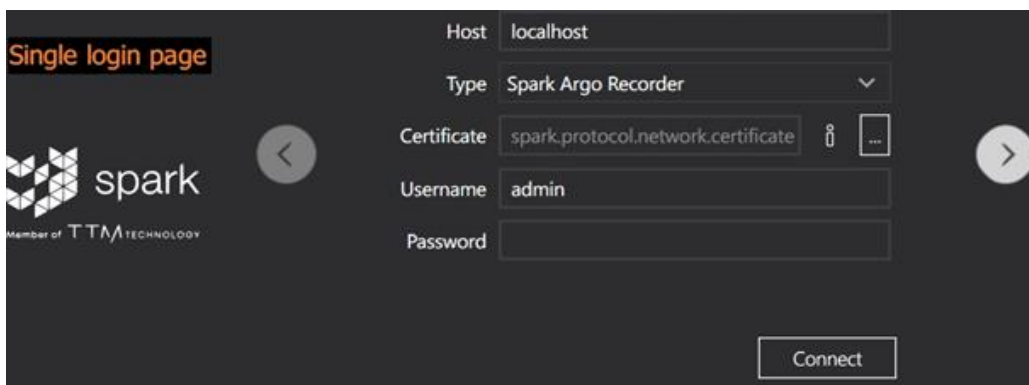 Single login page
spark
Member of TTM TECHNOLOGY
Host localhost
Type Spark Argo Recorder
Certificate spark.protocol.network.certificate ...
Username admin
Password
Connect